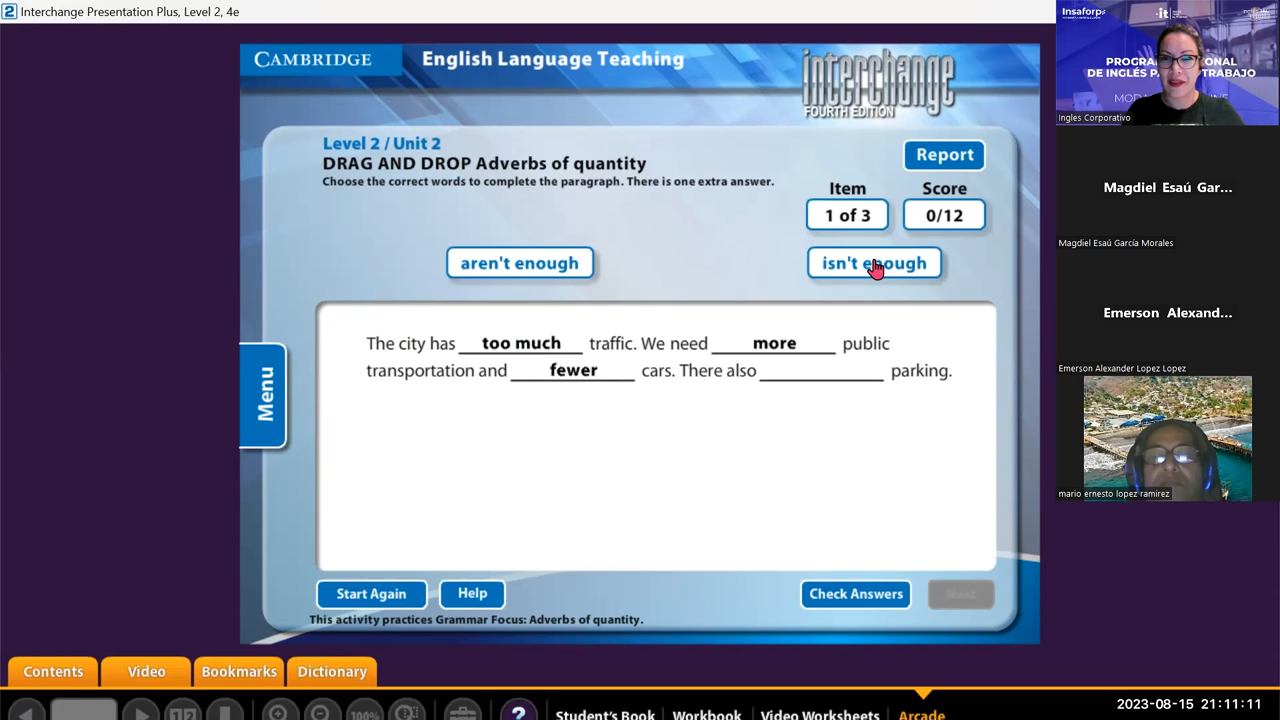 Interchange Presentation Plus, Level 2, 4e
CAMBRIDGE
English Language Teaching
interchange
FOURTH EDITION
Level 2 / Unit 2
DRAG AND DROP Adverbs of quantity
Choose the correct words to complete the paragraph. There is one extra answer.
Report
Item
Score
1 of 3
0/12
aren't enough
isn't enough
The city has too much traffic. We need more public
transportation and fewer cars. There also parking.
Menu
Start Again
Help
Check Answers
Next
This activity practices Grammar Focus: Adverbs of quantity.
Contents
Video
Bookmarks
Dictionary
100%
?
Student's Book
Workbook
Video Worksheets
Arcade
Insaforp
it
Ingles Corporativo
Magdiel Esaú Gar...
Magdiel Esaú García Morales
Emerson Alexand...
Emerson Alexander Lopez Lopez
mario ernesto lopez ramirez
2023-08-15 21:11:11